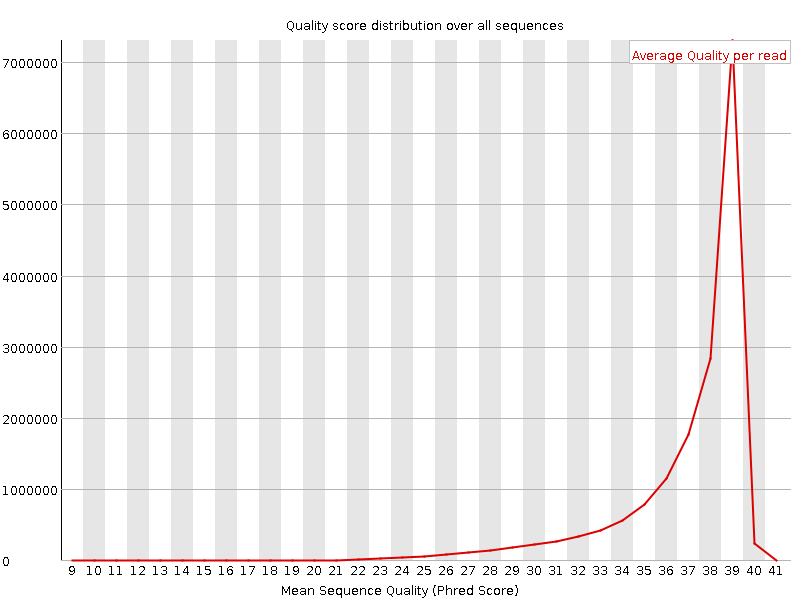 Quality score distribution over all sequences
Average Quality per read
7000000
6000000
5000000
4000000
3000000
2000000
1000000
0
9 10 11 12 13 14 15 16 17 18 19 20 21 22 23 24 25 26 27 28 29 30 31 32 33 34 35 36 37 38 39 40 41
Mean Sequence Quality (Phred Score)